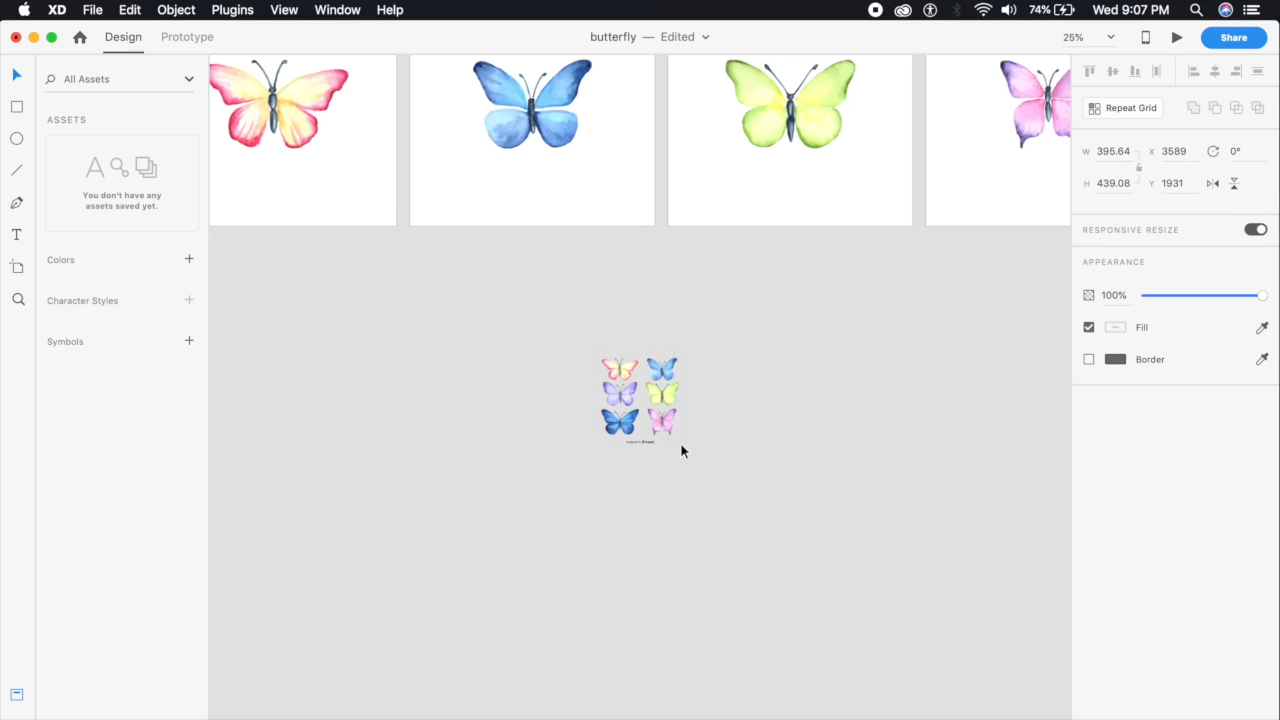 XD File Edit Object Plugins View Window Help 74% Wed 9:07 PM
Design Prototype butterfly — Edited 25% Share
All Assets
ASSETS
You don't have any
assets saved yet.
Colors
Character Styles
Symbols
Repeat Grid
W 395.64 X 3589 0°
H 439.08 Y 1931
RESPONSIVE RESIZE
APPEARANCE
100%
Fill
Border